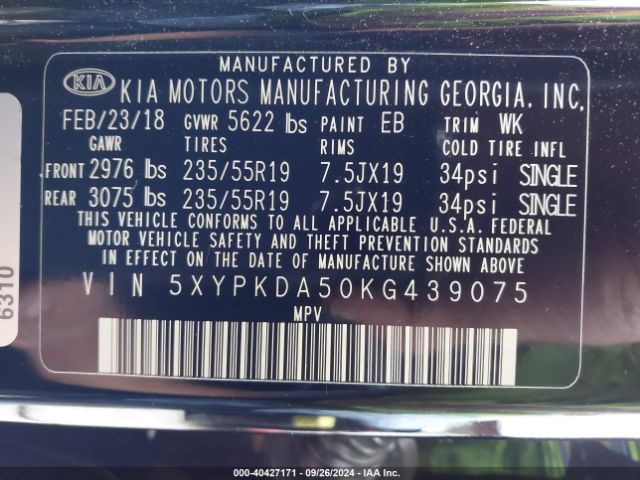 MANUFACTURED BY
KIA KIA MOTORS MANUFACTURING GEORGIA, INC.
FEB/23/18 GVWR 5622 lbs PAINT EB TRIM WK
GAWR TIRES RIMS COLD TIRE INFL
FRONT 2976 lbs 235/55R19 7.5JX19 34psi SINGLE
REAR 3075 lbs 235/55R19 7.5JX19 34psi SINGLE
THIS VEHICLE CONFORMS TO ALL APPLICABLE U.S.A. FEDERAL
MOTOR VEHICLE SAFETY AND THEFT PREVENTION STANDARDS
IN EFFECT ON THE DATE OF MANUFACTURE SHOWN ABOVE
VIN 5XYPKDA50KG439075
MPV
6310
000-40427171 - 09/26/2024 - IAA Inc.